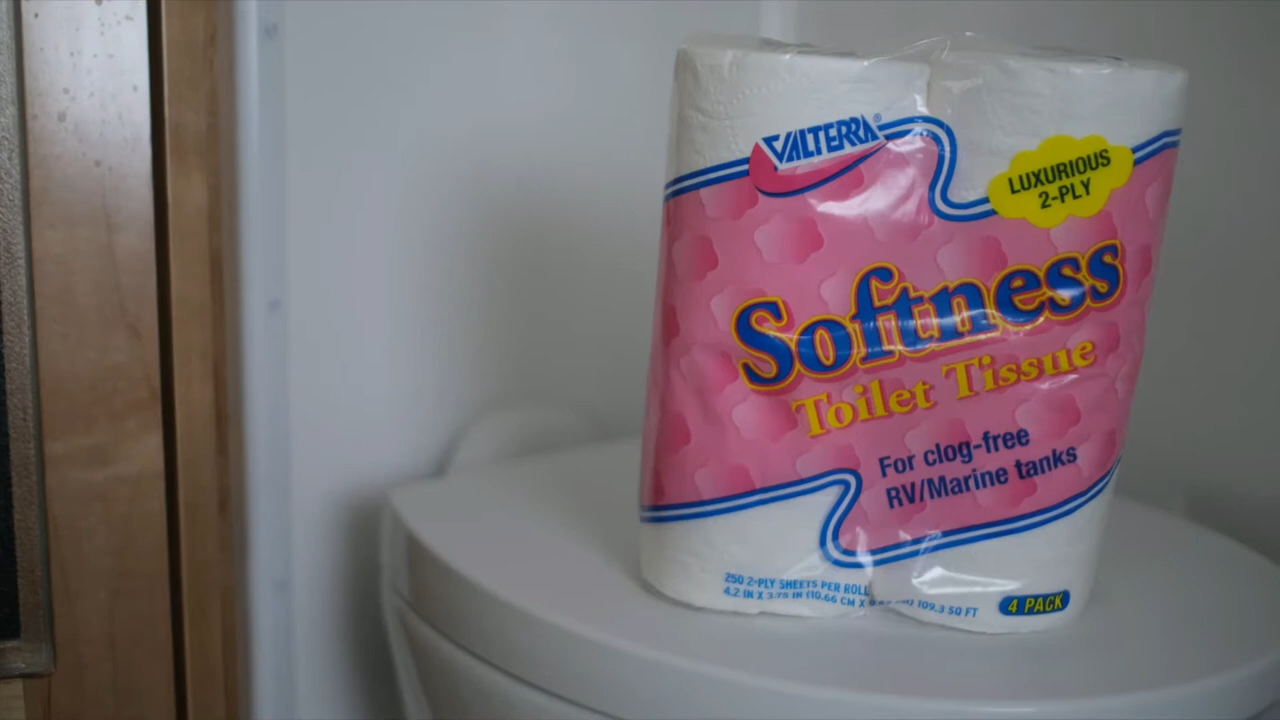 VALTERRA®
LUXURIOUS
2-PLY
Softness
Toilet Tissue
For clog-free
RV/Marine tanks
250 2-PLY SHEETS PER ROLL
4.2 IN X 3.75 IN (10.66 CM X CM) 109.3 SQ FT
4 PACK